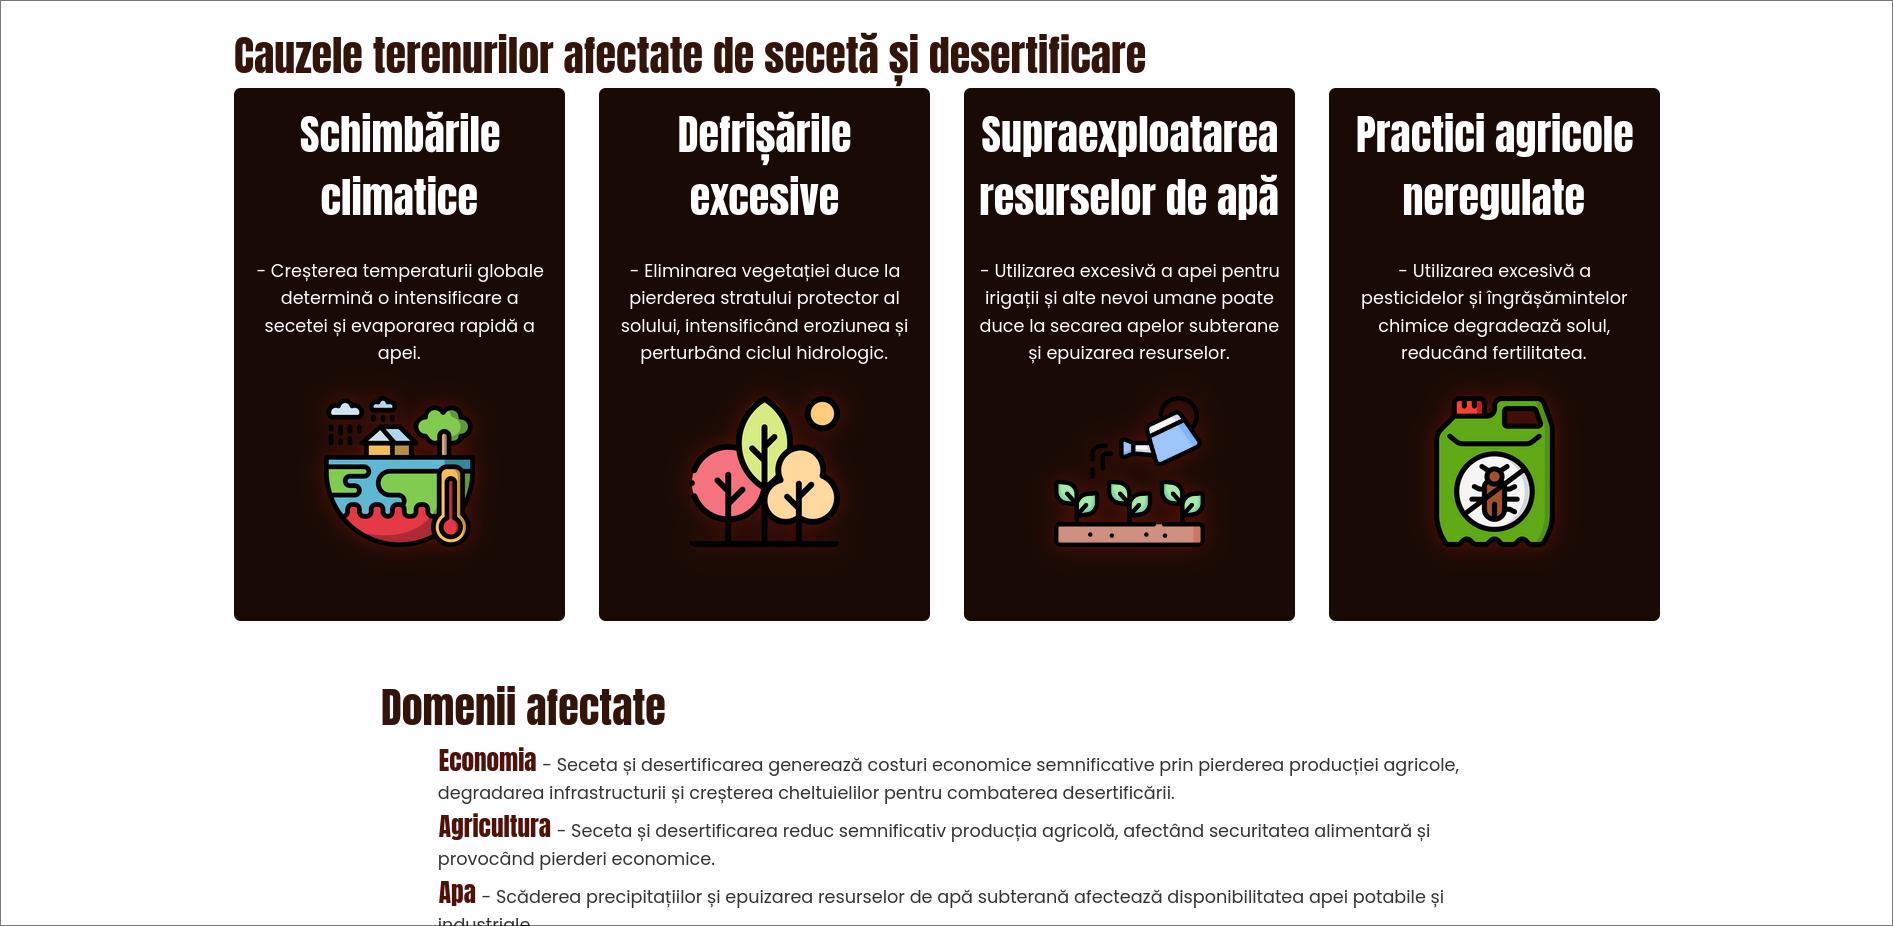 Cauzele terenurilor afectate de secetă și desertificare
Schimbările
climatice
- Creșterea temperaturii globale
determină o intensificare a
secetei și evaporarea rapidă a
apei.
Defrișările
excesive
- Eliminarea vegetației duce la
pierderea stratului protector al
solului, intensificând eroziunea și
perturbând ciclul hidrologic.
Supraexploatarea
resurselor de apă
- Utilizarea excesivă a apei pentru
irigații și alte nevoi umane poate
duce la secarea apelor subterane
și epuizarea resurselor.
Practici agricole
neregulate
- Utilizarea excesivă a
pesticidelor și îngrășămintelor
chimice degradează solul,
reducând fertilitatea.
Domenii afectate
Economia - Seceta și desertificarea generează costuri economice semnificative prin pierderea producției agricole,
degradarea infrastructurii și creșterea cheltuielilor pentru combaterea desertificării.
Agricultura - Seceta și desertificarea reduc semnificativ producția agricolă, afectând securitatea alimentară și
provocând pierderi economice.
Apa - Scăderea precipitațiilor și epuizarea resurselor de apă subterană afectează disponibilitatea apei potabile și
industriale.